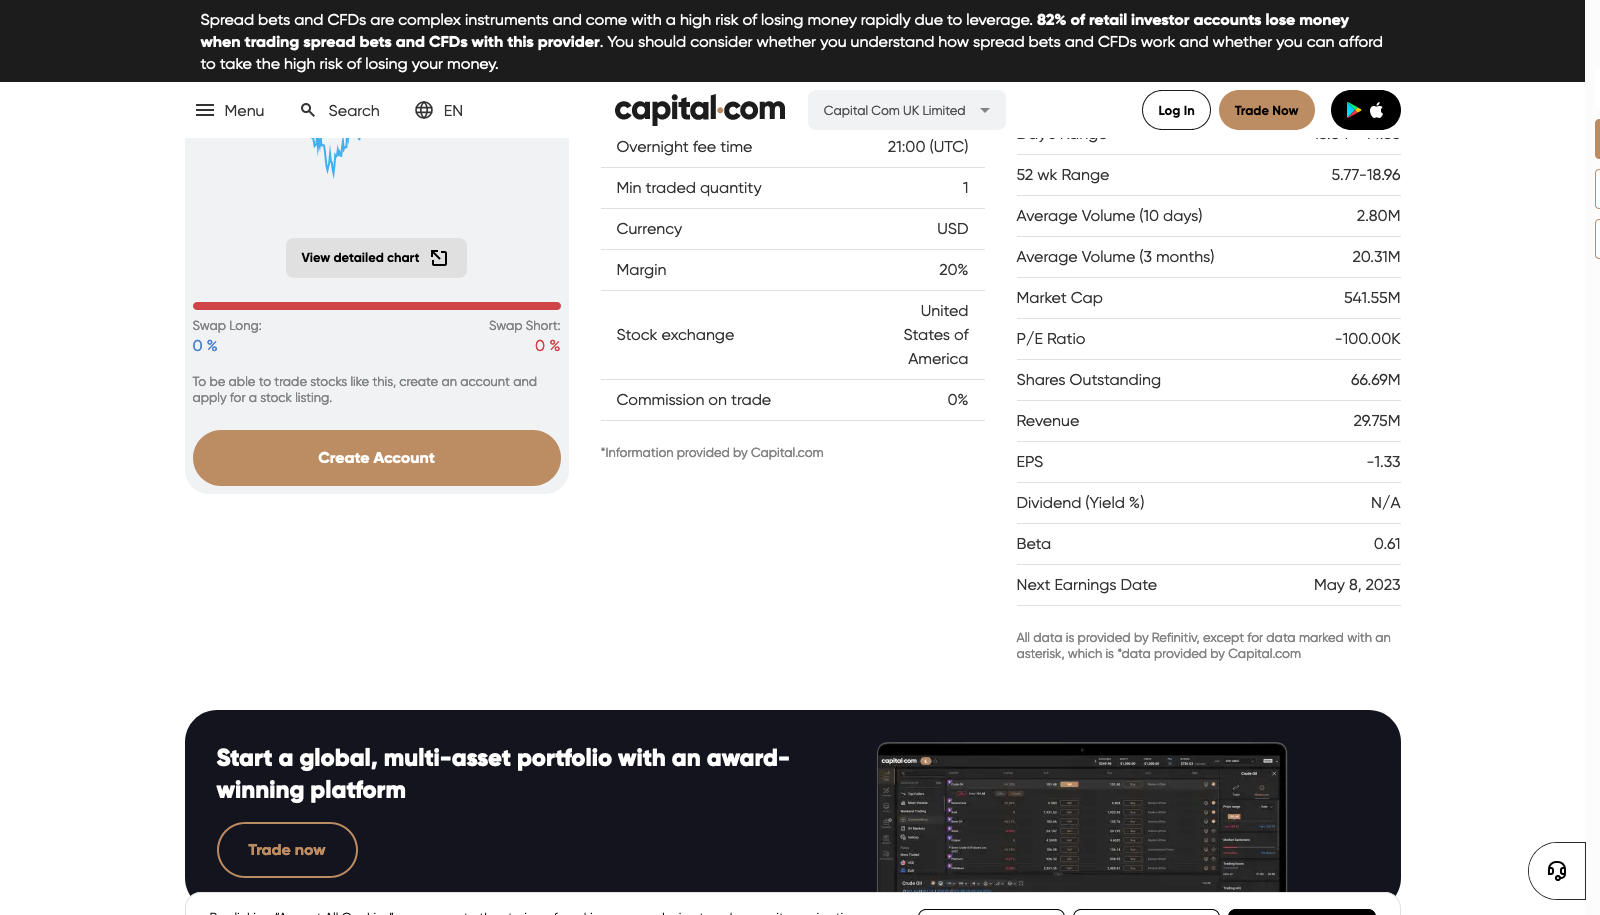 Spread bets and CFDs are complex instruments and come with a high risk of losing money rapidly due to leverage. 82% of retail investor accounts lose money
when trading spread bets and CFDs with this provider. You should consider whether you understand how spread bets and CFDs work and whether you can afford
to take the high risk of losing your money.
Menu
Search
EN
capital.com
Capital Com UK Limited
Log In
Trade Now
View detailed chart
Swap Long:
Swap Short:
0 %
0 %
To be able to trade stocks like this, create an account and
apply for a stock listing.
Create Account
Overnight fee time 21:00 (UTC)
Min traded quantity 1
Currency USD
Margin 20%
Stock exchange United
States of
America
Commission on trade 0%
*Information provided by Capital.com
52 wk Range 5.77-18.96
Average Volume (10 days) 2.80M
Average Volume (3 months) 20.31M
Market Cap 541.55M
P/E Ratio -100.00K
Shares Outstanding 66.69M
Revenue 29.75M
EPS -1.33
Dividend (Yield %) N/A
Beta 0.61
Next Earnings Date May 8, 2023
All data is provided by Refinitiv, except for data marked with an
asterisk, which is *data provided by Capital.com
Start a global, multi-asset portfolio with an award-
winning platform
Trade now
capital.com
Crude Oil
Crude Oil